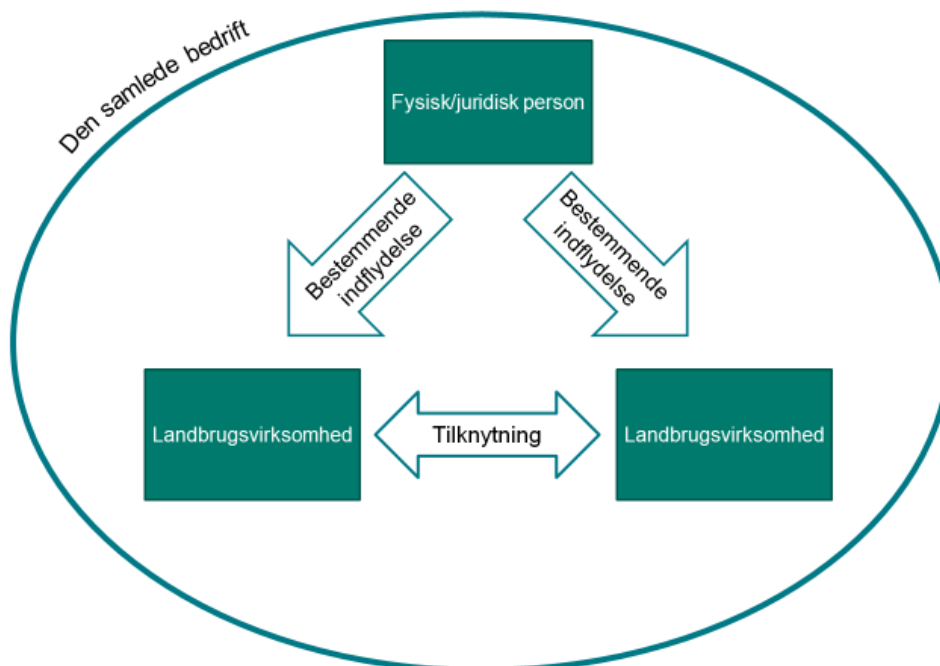 Den samlede bedrift
Fysisk/juridisk person
Bestemmende
indflydelse
Bestemmende
indflydelse
Landbrugsvirksomhed
Tilknytning
Landbrugsvirksomhed